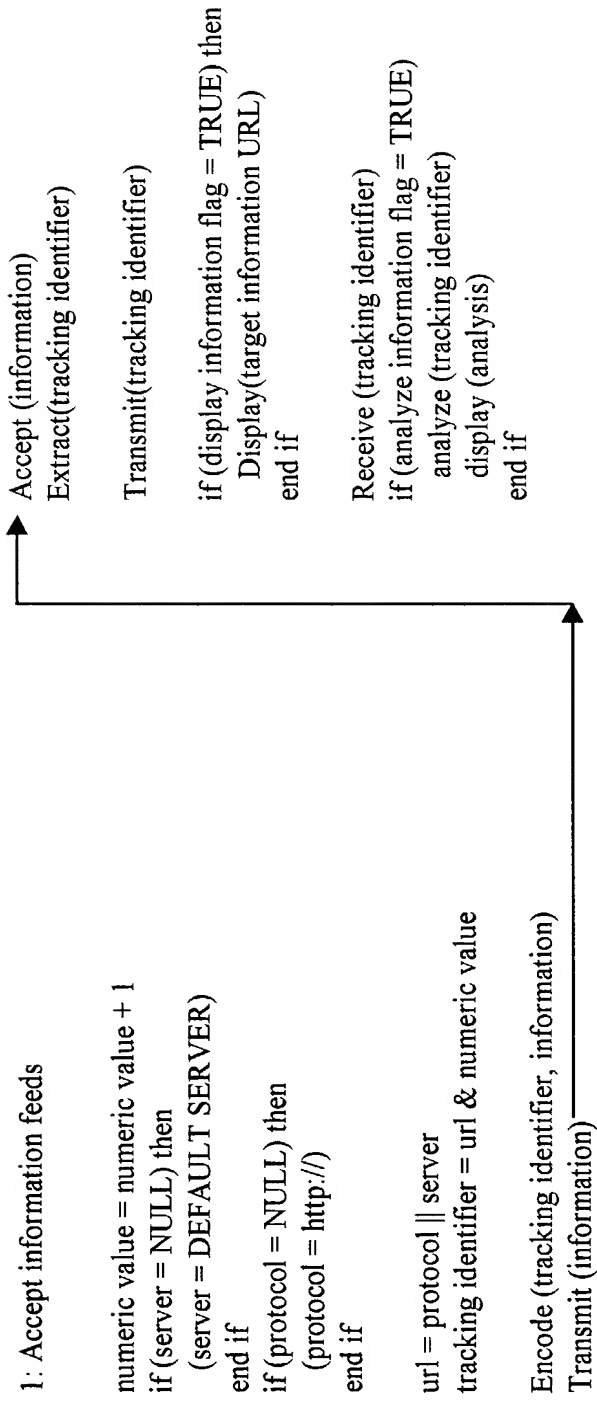 1: Accept information feeds
numeric value = numeric value + 1
if (server = NULL) then
(server = DEFAULT SERVER)
end if
if (protocol = NULL) then
(protocol = http://)
end if
url = protocol || server
tracking identifier = url & numeric value
Encode (tracking identifier, information)
Transmit (information)
Accept (information)
Extract(tracking identifier)
Transmit(tracking identifier)
if (display information flag = TRUE) then
Display(target information URL)
end if
Receive (tracking identifier)
if (analyze information flag = TRUE)
analyze (tracking identifier)
display (analysis)
end if